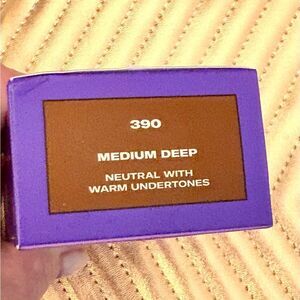 390
MEDIUM DEEP
NEUTRAL WITH
WARM UNDERTONES